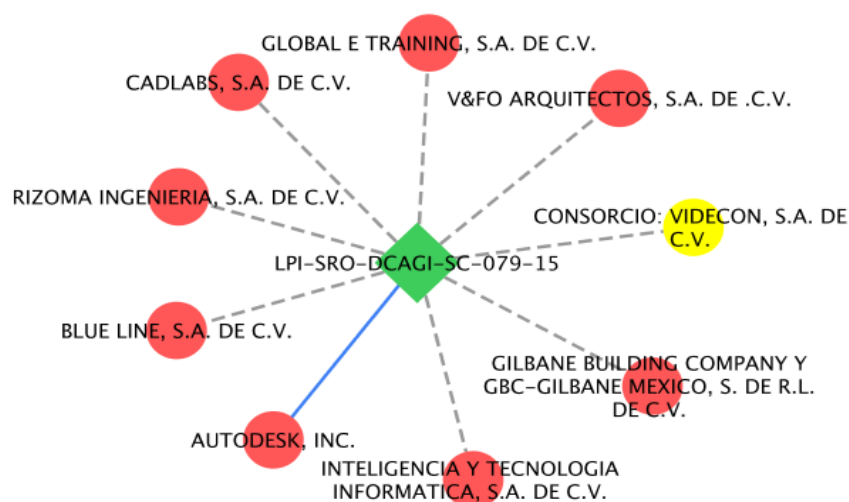 GLOBAL E TRAINING, S.A. DE C.V.
CADLABS, S.A. DE C.V.
V&FO ARQUITECTOS, S.A. DE .C.V.
RIZOMA INGENIERIA, S.A. DE C.V.
CONSORCIO: VIDECON, S.A. DE
C.V.
LPI-SRO-DCAGI-SC-079-15
BLUE LINE, S.A. DE C.V.
GILBANE BUILDING COMPANY Y
GBC-GILBANE MEXICO, S. DE R.L.
DE C.V.
AUTODESK, INC.
INTELIGENCIA Y TECNOLOGIA
INFORMATICA, S.A. DE C.V.